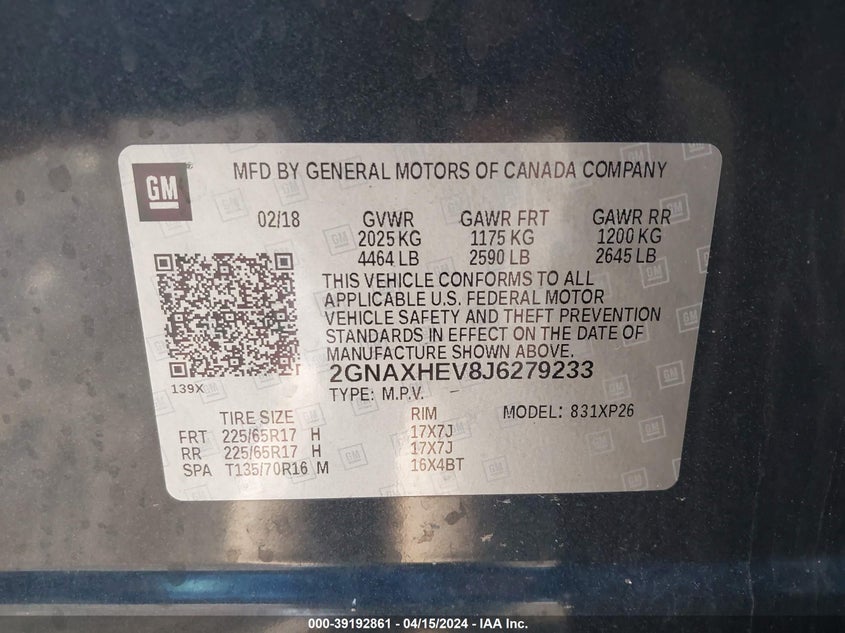 GM
MFD BY GENERAL MOTORS OF CANADA COMPANY
02/18 GVWR GAWR FRT GAWR RR
2025 KG 1175 KG 1200 KG
4464 LB 2590 LB 2645 LB
THIS VEHICLE CONFORMS TO ALL
APPLICABLE U.S. FEDERAL MOTOR
VEHICLE SAFETY AND THEFT PREVENTION
STANDARDS IN EFFECT ON THE DATE OF
MANUFACTURE SHOWN ABOVE.
139X
2GNAXHEV8J6279233
TYPE: M.P.V. MODEL: 831XP26
TIRE SIZE RIM
FRT 225/65R17 H 17X7J
RR 225/65R17 H 17X7J
SPA T135/70R16 M 16X4BT
000-39192861 - 04/15/2024 - IAA Inc.